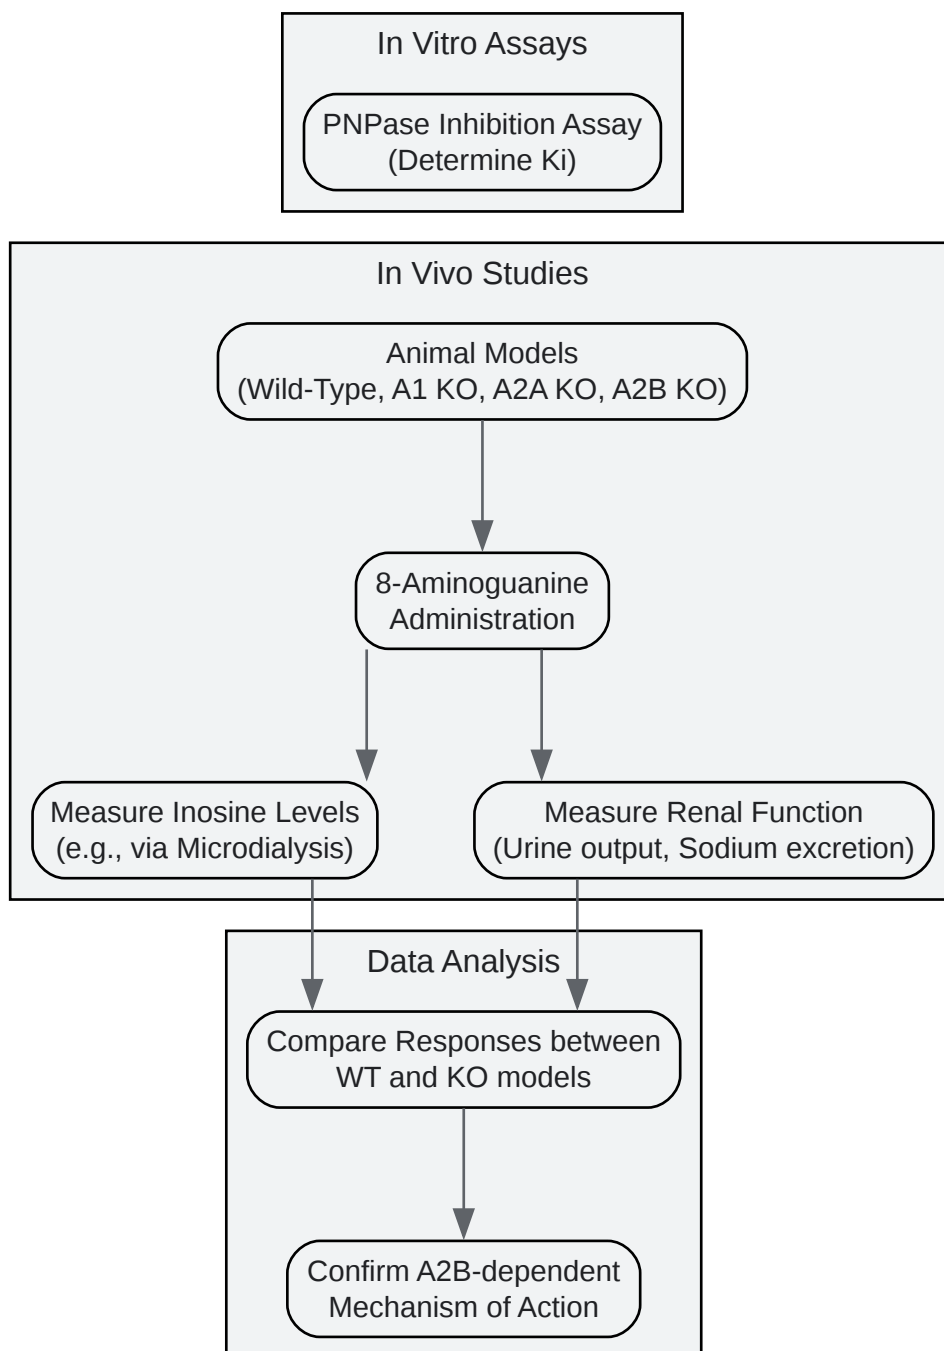 In Vitro Assays
PNPase Inhibition Assay
(Determine Ki)
In Vivo Studies
Animal Models
(Wild-Type, A1 KO, A2A KO, A2B KO)
8-Aminoguanine
Administration
Measure Inosine Levels
(e.g., via Microdialysis)
Measure Renal Function
(Urine output, Sodium excretion)
Data Analysis
Compare Responses between
WT and KO models
Confirm A2B-dependent
Mechanism of Action